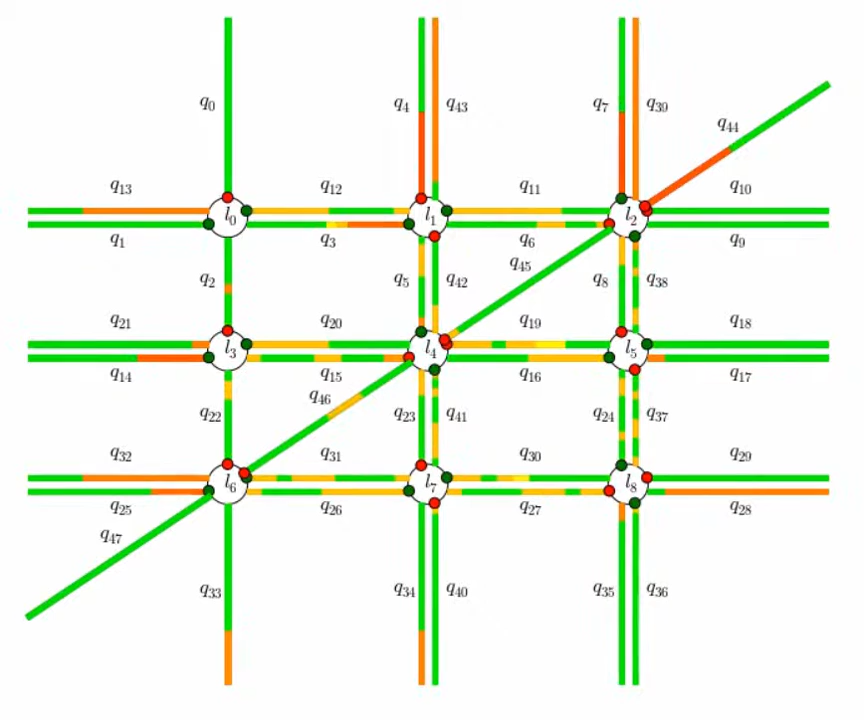 q0 q4 q43 q7 q39 q44
q13 q12 q11 q10
l0 l1 l2
q1 q3 q6 q9
q2 q5 q42 q45 q8 q38
q21 q20 q19 q18
l3 l4 l5
q14 q15 q16 q17
q46
q22 q23 q41 q24 q37
q32 q31 q30 q29
l6 l7 l8
q25 q26 q27 q28
q47
q33 q34 q40 q35 q36